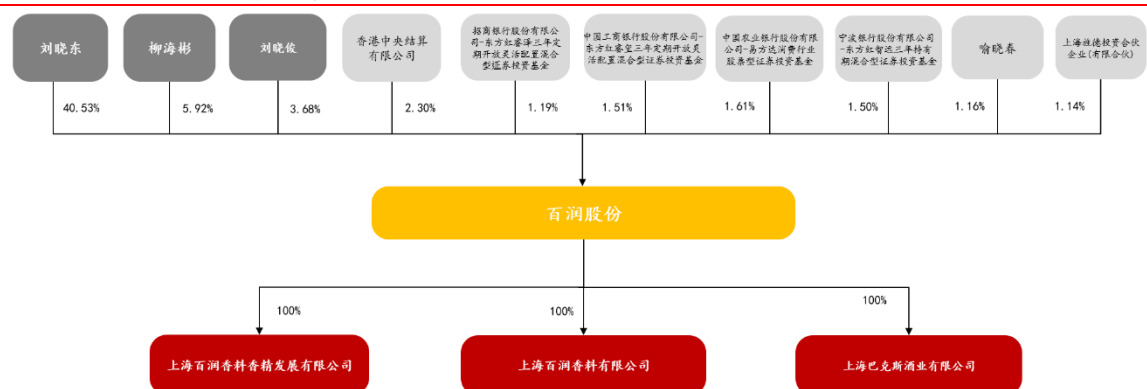 刘晓东
柳海彬
刘晓俊
香港中央结算
有限公司
招商银行股份有限公
司-东方红睿泽三年定
期开放灵活配置混合
型证券投资基金
中国工商银行股份有限公司-
东方红睿玺三年定期开放灵
活配置混合型证券投资基金
中国农业银行股份有限
公司-易方达消费行业
股票型证券投资基金
宁波银行股份有限公司
-东方红智远三年持有
期混合型证券投资基金
喻晓春
上海旌德投资合伙
企业(有限合伙)
40.53%
5.92%
3.68%
2.30%
1.19%
1.51%
1.61%
1.50%
1.16%
1.14%
百润股份
100%
100%
100%
上海百润香料香精发展有限公司
上海百润香料有限公司
上海巴克斯酒业有限公司